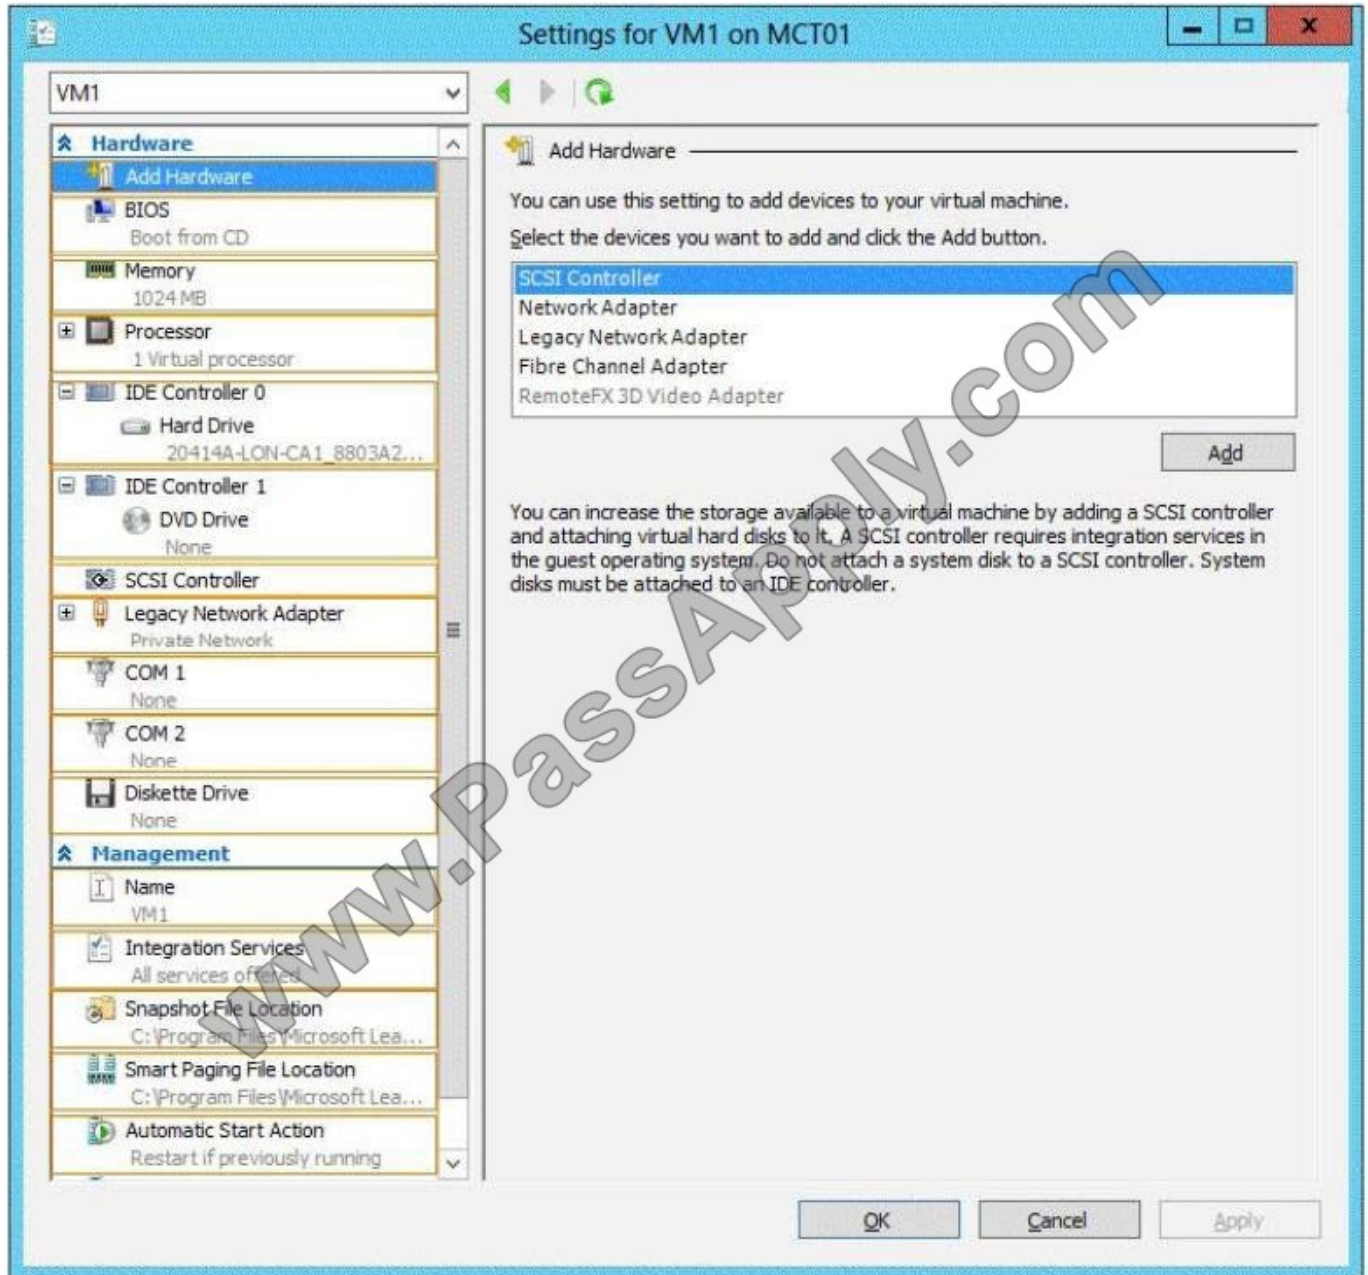 Settings for VM1 on MCT01
VM1
Hardware
Add Hardware
BIOS
Boot from CD
Memory
1024 MB
Processor
1 Virtual processor
IDE Controller 0
Hard Drive
20414A-LON-CA1_8803A2...
IDE Controller 1
DVD Drive
None
SCSI Controller
Legacy Network Adapter
Private Network
COM 1
None
COM 2
None
Diskette Drive
None
Management
Name
VM1
Integration Services
All services offered
Snapshot File Location
C:\Program Files\Microsoft Lea...
Smart Paging File Location
C:\Program Files\Microsoft Lea...
Automatic Start Action
Restart if previously running
Add Hardware
You can use this setting to add devices to your virtual machine.
Select the devices you want to add and click the Add button.
SCSI Controller
Network Adapter
Legacy Network Adapter
Fibre Channel Adapter
RemoteFX 3D Video Adapter
Add
You can increase the storage available to a virtual machine by adding a SCSI controller
and attaching virtual hard disks to it. A SCSI controller requires integration services in
the guest operating system. Do not attach a system disk to a SCSI controller. System
disks must be attached to an IDE controller.
OK
Cancel
Apply
www.PassApply.com